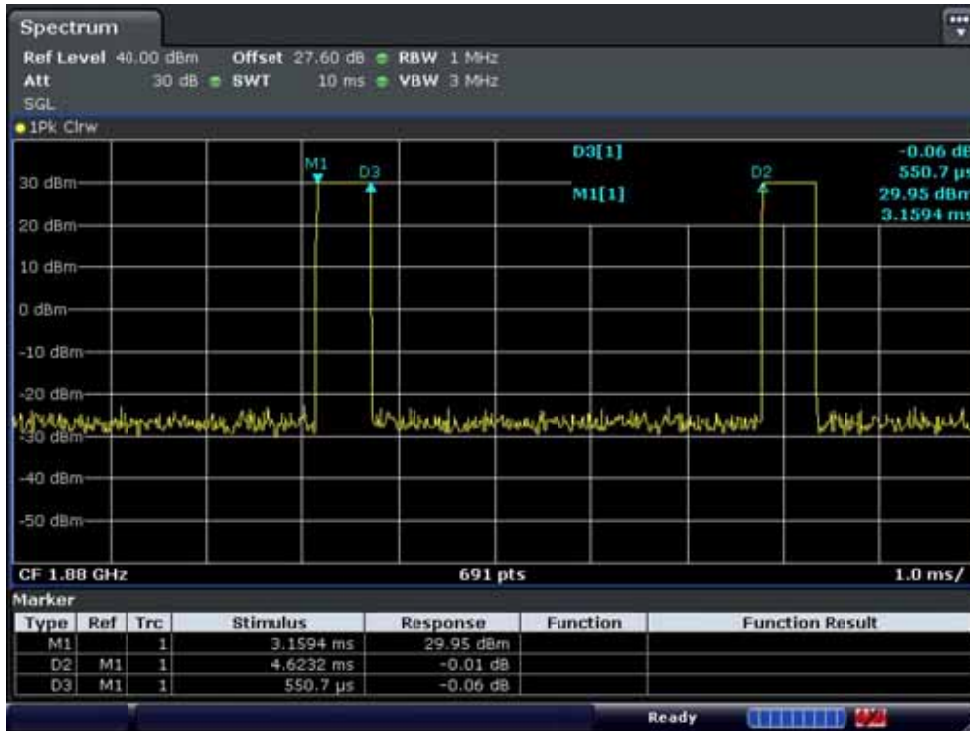 Spectrum
Ref Level 40.00 dBm Offset 27.60 dB RBW 1 MHz
Att 30 dB SWT 10 ms VBW 3 MHz
SGL
1Pk Clrw
D3[1] -0.06 dB
550.7 µs
M1[1] 29.95 dBm
3.1594 ms
M1
D3
D2
30 dBm
20 dBm
10 dBm
0 dBm
-10 dBm
-20 dBm
-30 dBm
-40 dBm
-50 dBm
CF 1.88 GHz 691 pts 1.0 ms/
Marker
Type Ref Trc Stimulus Response Function Function Result
M1 1 3.1594 ms 29.95 dBm
D2 M1 1 4.6232 ms -0.01 dB
D3 M1 1 550.7 µs -0.06 dB
Ready